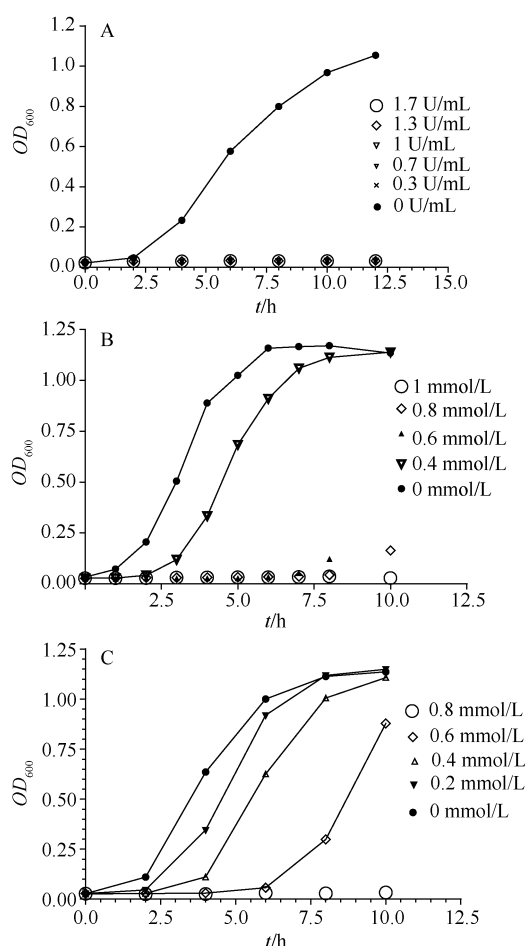 A
1.2
1.0
0.8
0.6
0.4
0.2
0.0
OD600
0.0 2.5 5.0 7.5 10.0 12.5 15.0
t/h
1.7 U/mL
1.3 U/mL
1 U/mL
0.7 U/mL
0.3 U/mL
0 U/mL
B
1.25
1.00
0.75
0.50
0.25
0.00
OD600
0.0 2.5 5.0 7.5 10.0 12.5
t/h
1 mmol/L
0.8 mmol/L
0.6 mmol/L
0.4 mmol/L
0 mmol/L
C
1.25
1.00
0.75
0.50
0.25
0.00
OD600
0.0 2.5 5.0 7.5 10.0 12.5
t/h
0.8 mmol/L
0.6 mmol/L
0.4 mmol/L
0.2 mmol/L
0 mmol/L